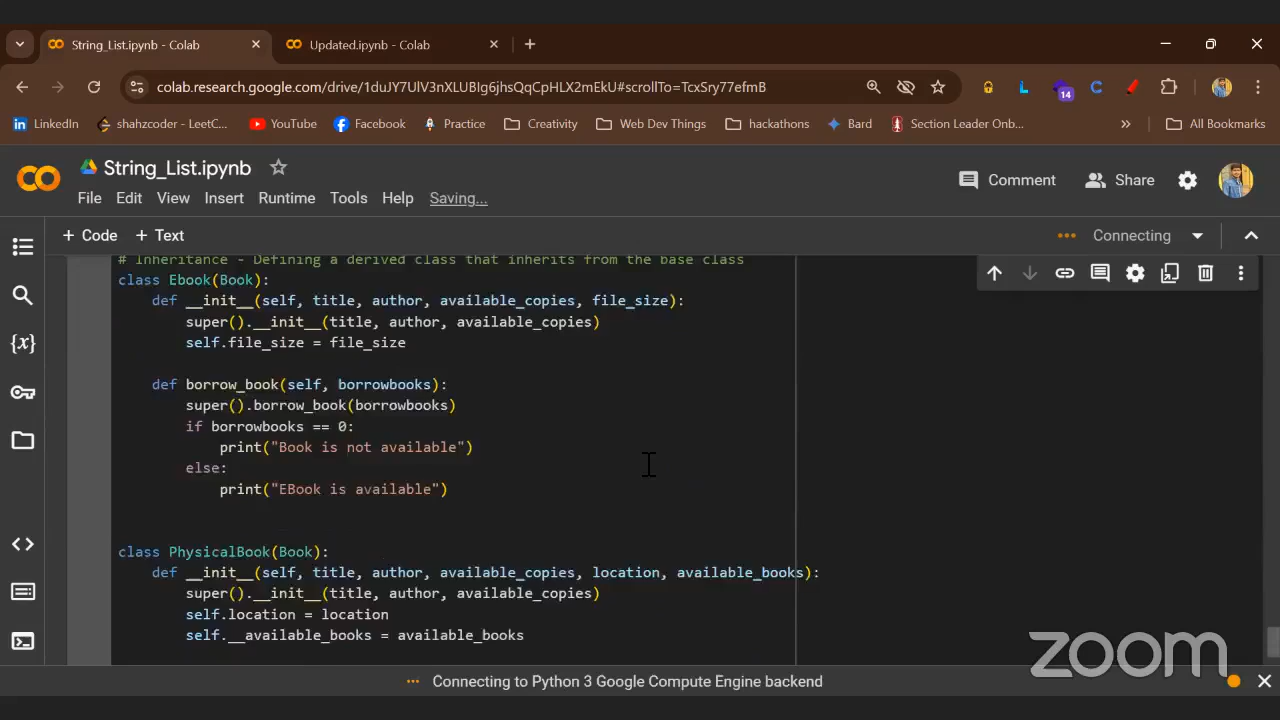 String_List.ipynb - Colab
Updated.ipynb - Colab
colab.research.google.com/drive/1duJY7UlV3nXLUBIg6jhsQqCpHLX2mEkU#scrollTo=TcxSry77efmB
14
LinkedIn
shahzcoder - LeetC...
YouTube
Facebook
Practice
Creativity
Web Dev Things
hackathons
Bard
Section Leader Onb...
All Bookmarks
String_List.ipynb
File Edit View Insert Runtime Tools Help Saving...
Comment
Share
+ Code + Text
Connecting
# Inheritance - Defining a derived class that inherits from the base class
class Ebook(Book):
    def __init__(self, title, author, available_copies, file_size):
        super().__init__(title, author, available_copies)
        self.file_size = file_size
    def borrow_book(self, borrowbooks):
        super().borrow_book(borrowbooks)
        if borrowbooks == 0:
            print("Book is not available")
        else:
            print("EBook is available")
class PhysicalBook(Book):
    def __init__(self, title, author, available_copies, location, available_books):
        super().__init__(title, author, available_copies)
        self.location = location
        self.__available_books = available_books
zoom
Connecting to Python 3 Google Compute Engine backend